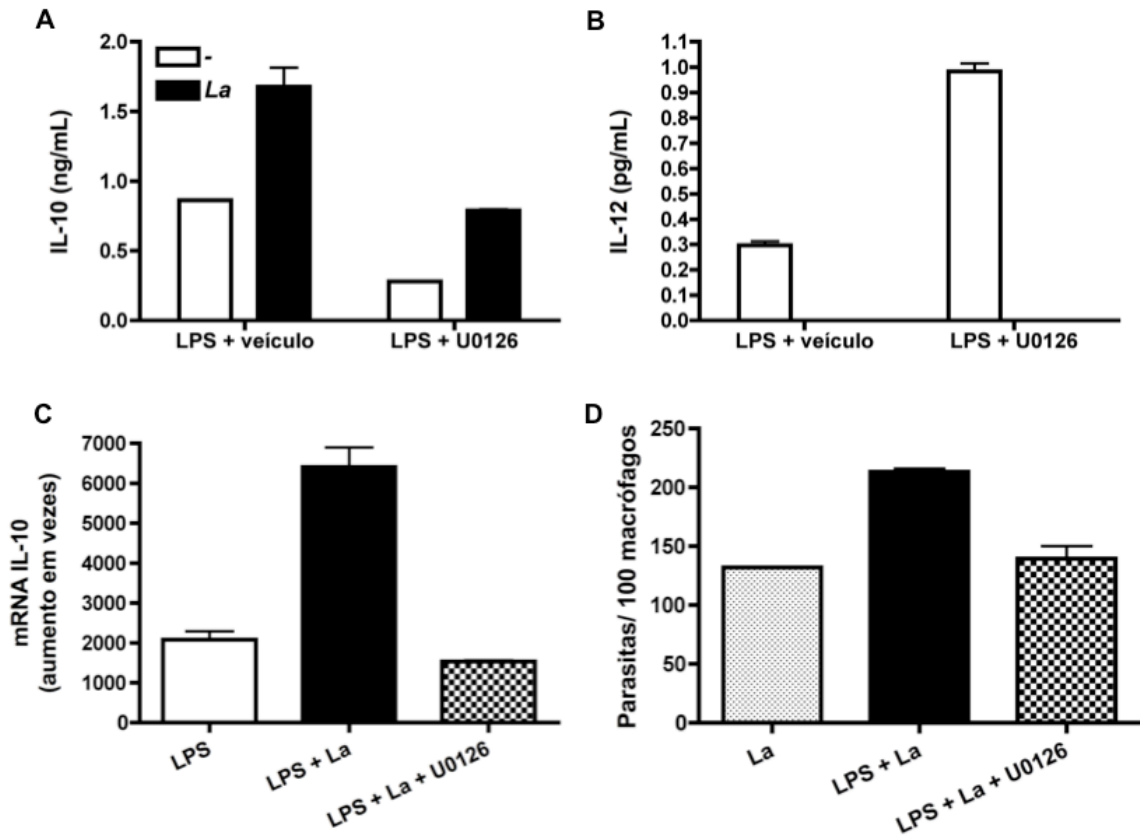 A
IL-10 (ng/mL)
2.0
1.5
1.0
0.5
0.0
-
La
LPS + veículo
LPS + U0126
B
IL-12 (pg/mL)
1.1
1.0
0.9
0.8
0.7
0.6
0.5
0.4
0.3
0.2
0.1
0.0
LPS + veículo
LPS + U0126
C
mRNA IL-10
(aumento em vezes)
7000
6000
5000
4000
3000
2000
1000
0
LPS
LPS + La
LPS + La + U0126
D
Parasitas/ 100 macrófagos
250
200
150
100
50
0
La
LPS + La
LPS + La + U0126